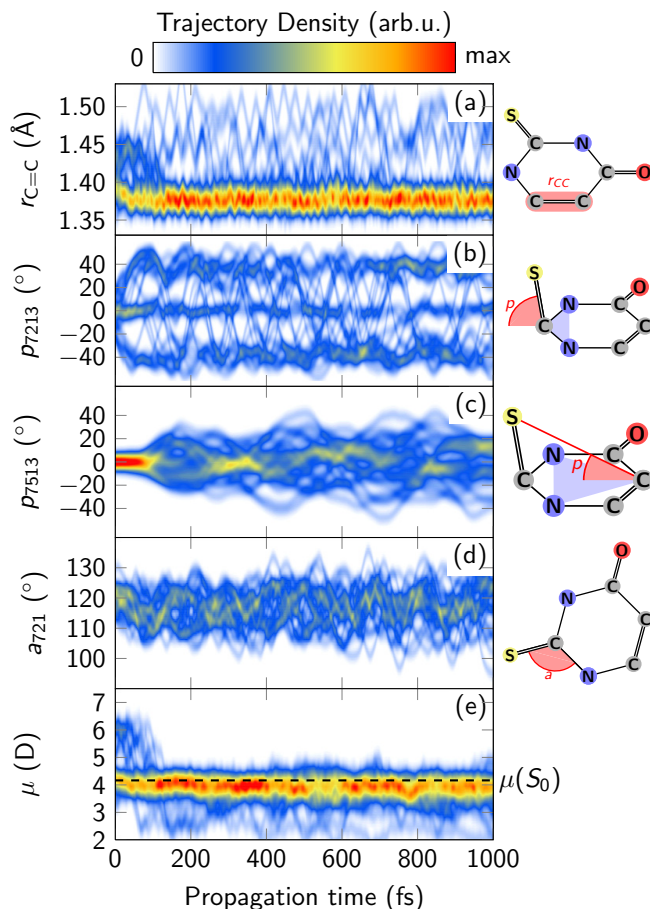 Trajectory Density (arb.u.)
0 max
(a)
r_C=C (Å)
1.50
1.45
1.40
1.35
S
C
N
N
C
O
r_CC
C
C
(b)
p_7213 (°)
40
20
0
−20
−40
S
O
p
N
C
C
C
N
C
(c)
p_7513 (°)
40
20
0
−20
−40
S
O
N
C
p
C
C
N
C
(d)
a_721 (°)
130
120
110
100
O
N
C
C
C
S
a
N
C
(e)
μ (D)
7
6
5
4
3
2
μ(S₀)
0 200 400 600 800 1000
Propagation time (fs)